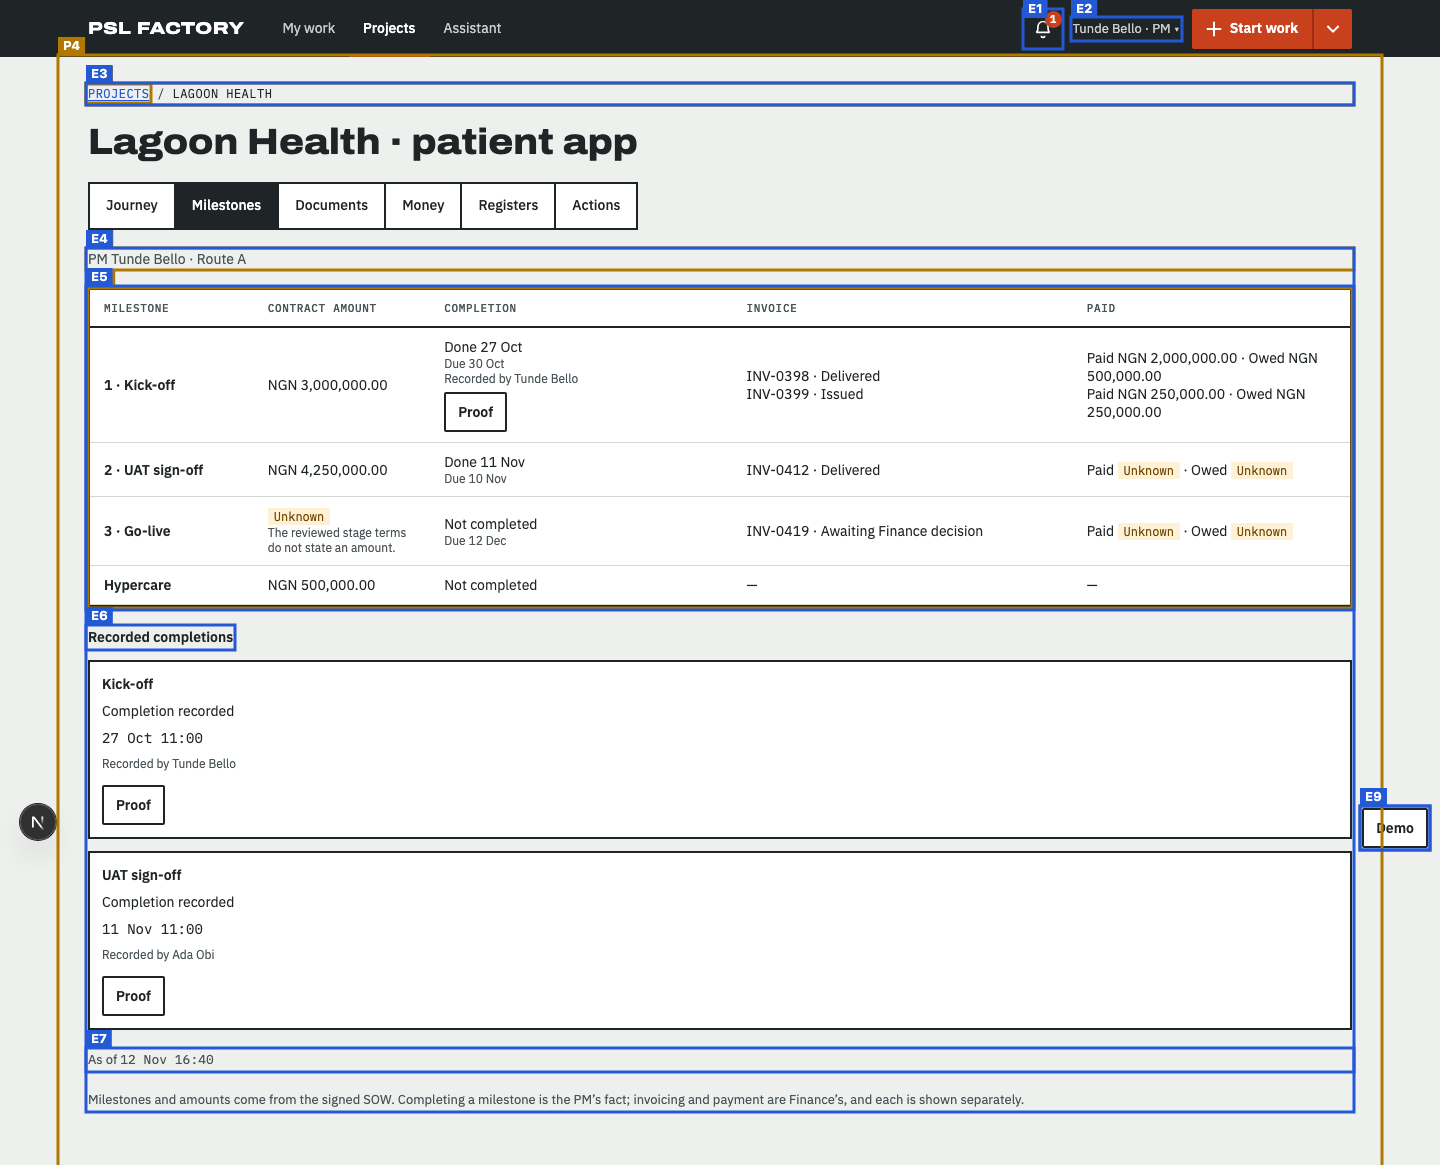 PSL FACTORY
My work
Projects
Assistant
E1
1
E2
Tunde Bello · PM ▾
+ Start work
P4
E3
PROJECTS / LAGOON HEALTH
Lagoon Health · patient app
Journey
Milestones
Documents
Money
Registers
Actions
E4
PM Tunde Bello · Route A
E5
MILESTONE
CONTRACT AMOUNT
COMPLETION
INVOICE
PAID
1 · Kick-off
NGN 3,000,000.00
Done 27 Oct
Due 30 Oct
Recorded by Tunde Bello
Proof
INV-0398 · Delivered
INV-0399 · Issued
Paid NGN 2,000,000.00 · Owed NGN
500,000.00
Paid NGN 250,000.00 · Owed NGN
250,000.00
2 · UAT sign-off
NGN 4,250,000.00
Done 11 Nov
Due 10 Nov
INV-0412 · Delivered
Paid Unknown · Owed Unknown
3 · Go-live
Unknown
The reviewed stage terms
do not state an amount.
Not completed
Due 12 Dec
INV-0419 · Awaiting Finance decision
Paid Unknown · Owed Unknown
Hypercare
NGN 500,000.00
Not completed
—
—
E6
Recorded completions
Kick-off
Completion recorded
27 Oct 11:00
Recorded by Tunde Bello
Proof
N
E9
Demo
UAT sign-off
Completion recorded
11 Nov 11:00
Recorded by Ada Obi
Proof
E7
As of 12 Nov 16:40
Milestones and amounts come from the signed SOW. Completing a milestone is the PM’s fact; invoicing and payment are Finance’s, and each is shown separately.